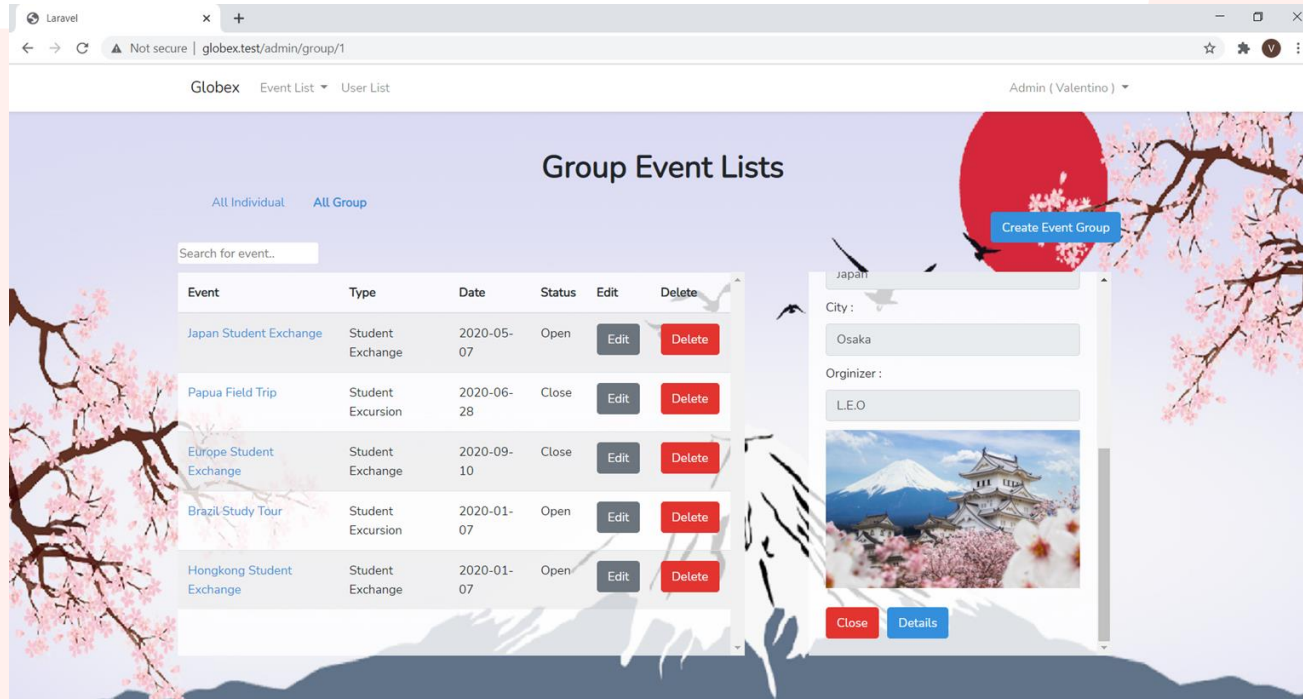 Laravel
Not secure | globex.test/admin/group/1
V
Globex Event List User List Admin ( Valentino )
Group Event Lists
All Individual All Group
Create Event Group
Search for event..
Event Type Date Status Edit Delete
Japan Student Exchange Student Exchange 2020-05-07 Open Edit Delete
Papua Field Trip Student Excursion 2020-06-28 Close Edit Delete
Europe Student Exchange Student Exchange 2020-09-10 Close Edit Delete
Brazil Study Tour Student Excursion 2020-01-07 Open Edit Delete
Hongkong Student Exchange Student Exchange 2020-01-07 Open Edit Delete
Japan
City :
Osaka
Orginizer :
L.E.O
Close Details